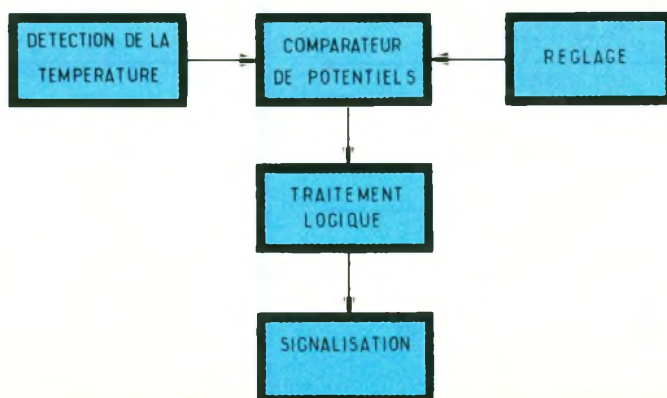 DETECTION DE LA
TEMPERATURE
COMPARATEUR
DE POTENTIELS
REGLAGE
TRAITEMENT
LOGIQUE
SIGNALISATION